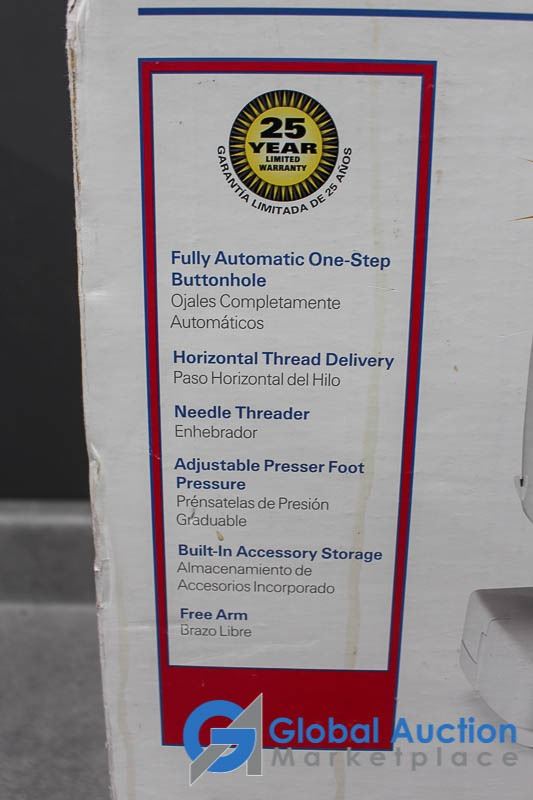 25
YEAR
LIMITED
WARRANTY
GARANTÍA LIMITADA DE 25 AÑOS
Fully Automatic One-Step
Buttonhole
Ojales Completamente
Automáticos
Horizontal Thread Delivery
Paso Horizontal del Hilo
Needle Threader
Enhebrador
Adjustable Presser Foot
Pressure
Prénsatelas de Presión
Graduable
Built-In Accessory Storage
Almacenamiento de
Accesorios Incorporado
Free Arm
Brazo Libre
Global Auction
Marketplace